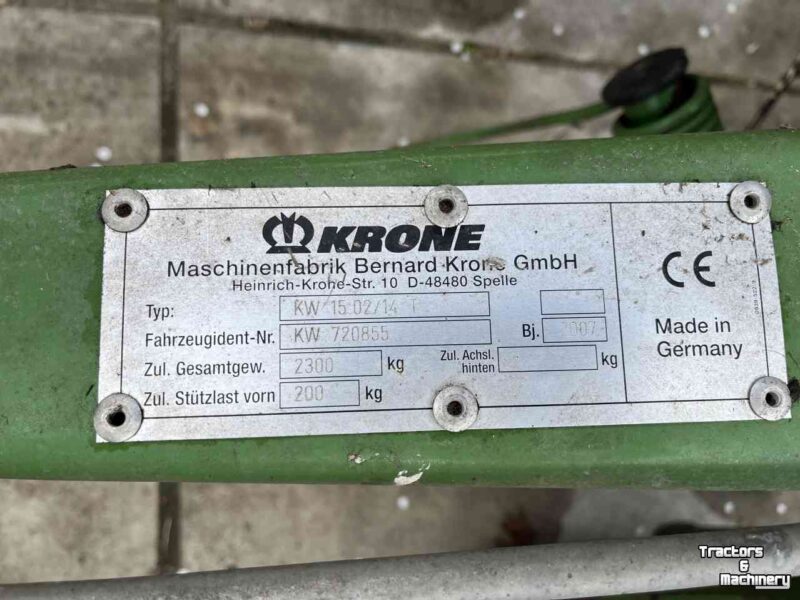 KRONE
Maschinenfabrik Bernard Krone GmbH
Heinrich-Krone-Str. 10 D-48480 Spelle
Typ: KW 15.02/14 T
Fahrzeugident-Nr. KW 720855 Bj. 2007
Zul. Gesamtgew. 2300 kg Zul. Achsl. hinten kg
Zul. Stützlast vorn 200 kg
CE
Made in
Germany
Tractors
& Machinery